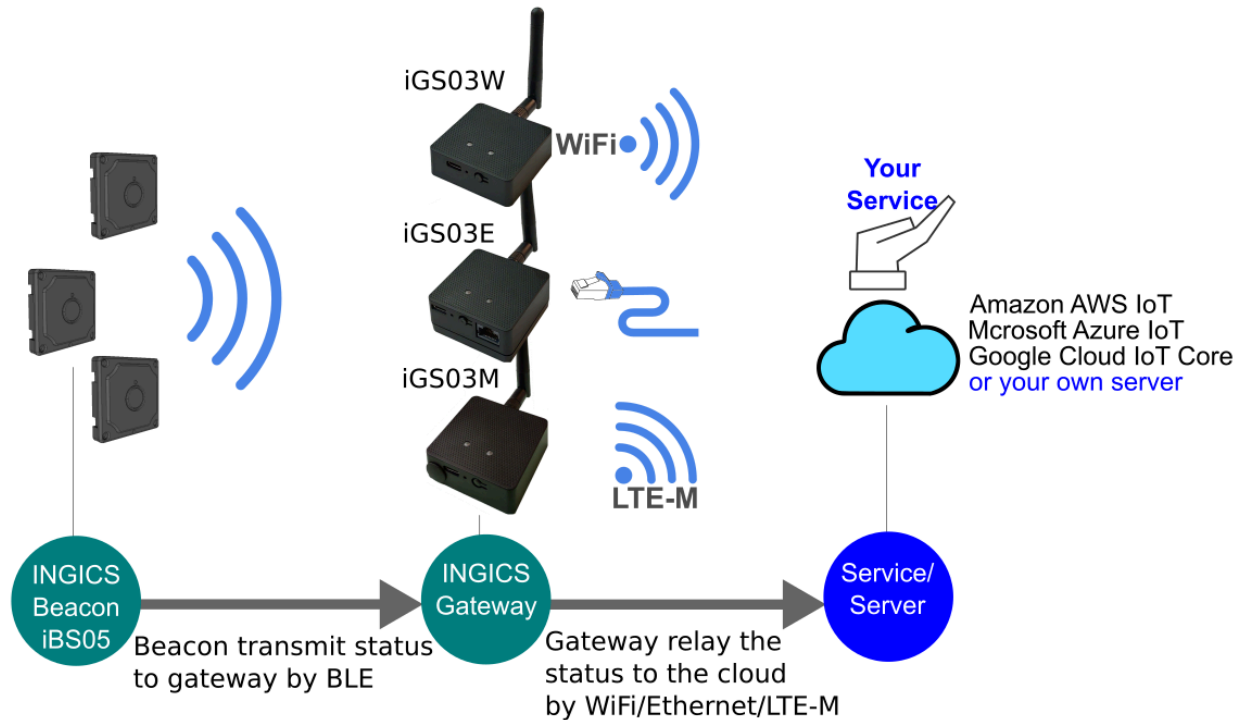 iGS03W
WiFi
iGS03E
iGS03M
LTE-M
Your
Service
Amazon AWS IoT
Mcrosoft Azure IoT
Google Cloud IoT Core
or your own server
INGICS
Beacon
iBS05
Beacon transmit status
to gateway by BLE
INGICS
Gateway
Gateway relay the
status to the cloud
by WiFi/Ethernet/LTE-M
Service/
Server